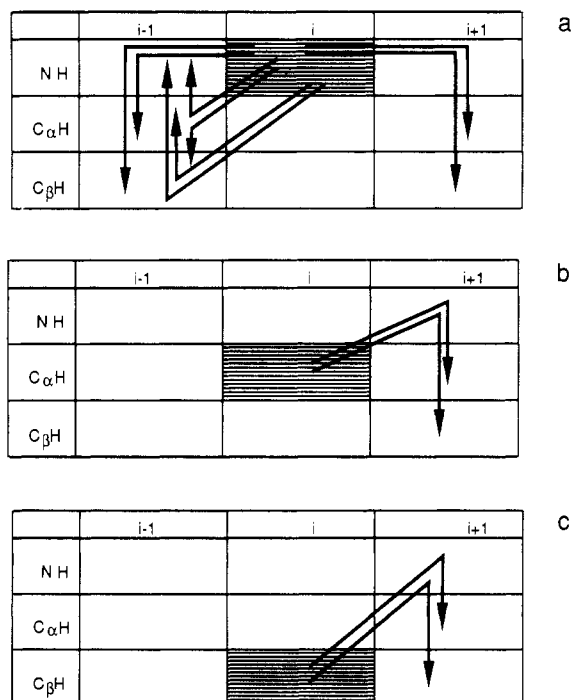 a
i-1 i i+1
N H
CαH
CβH
b
i-1 i i+1
N H
CαH
CβH
c
i-1 i i+1
N H
CαH
CβH